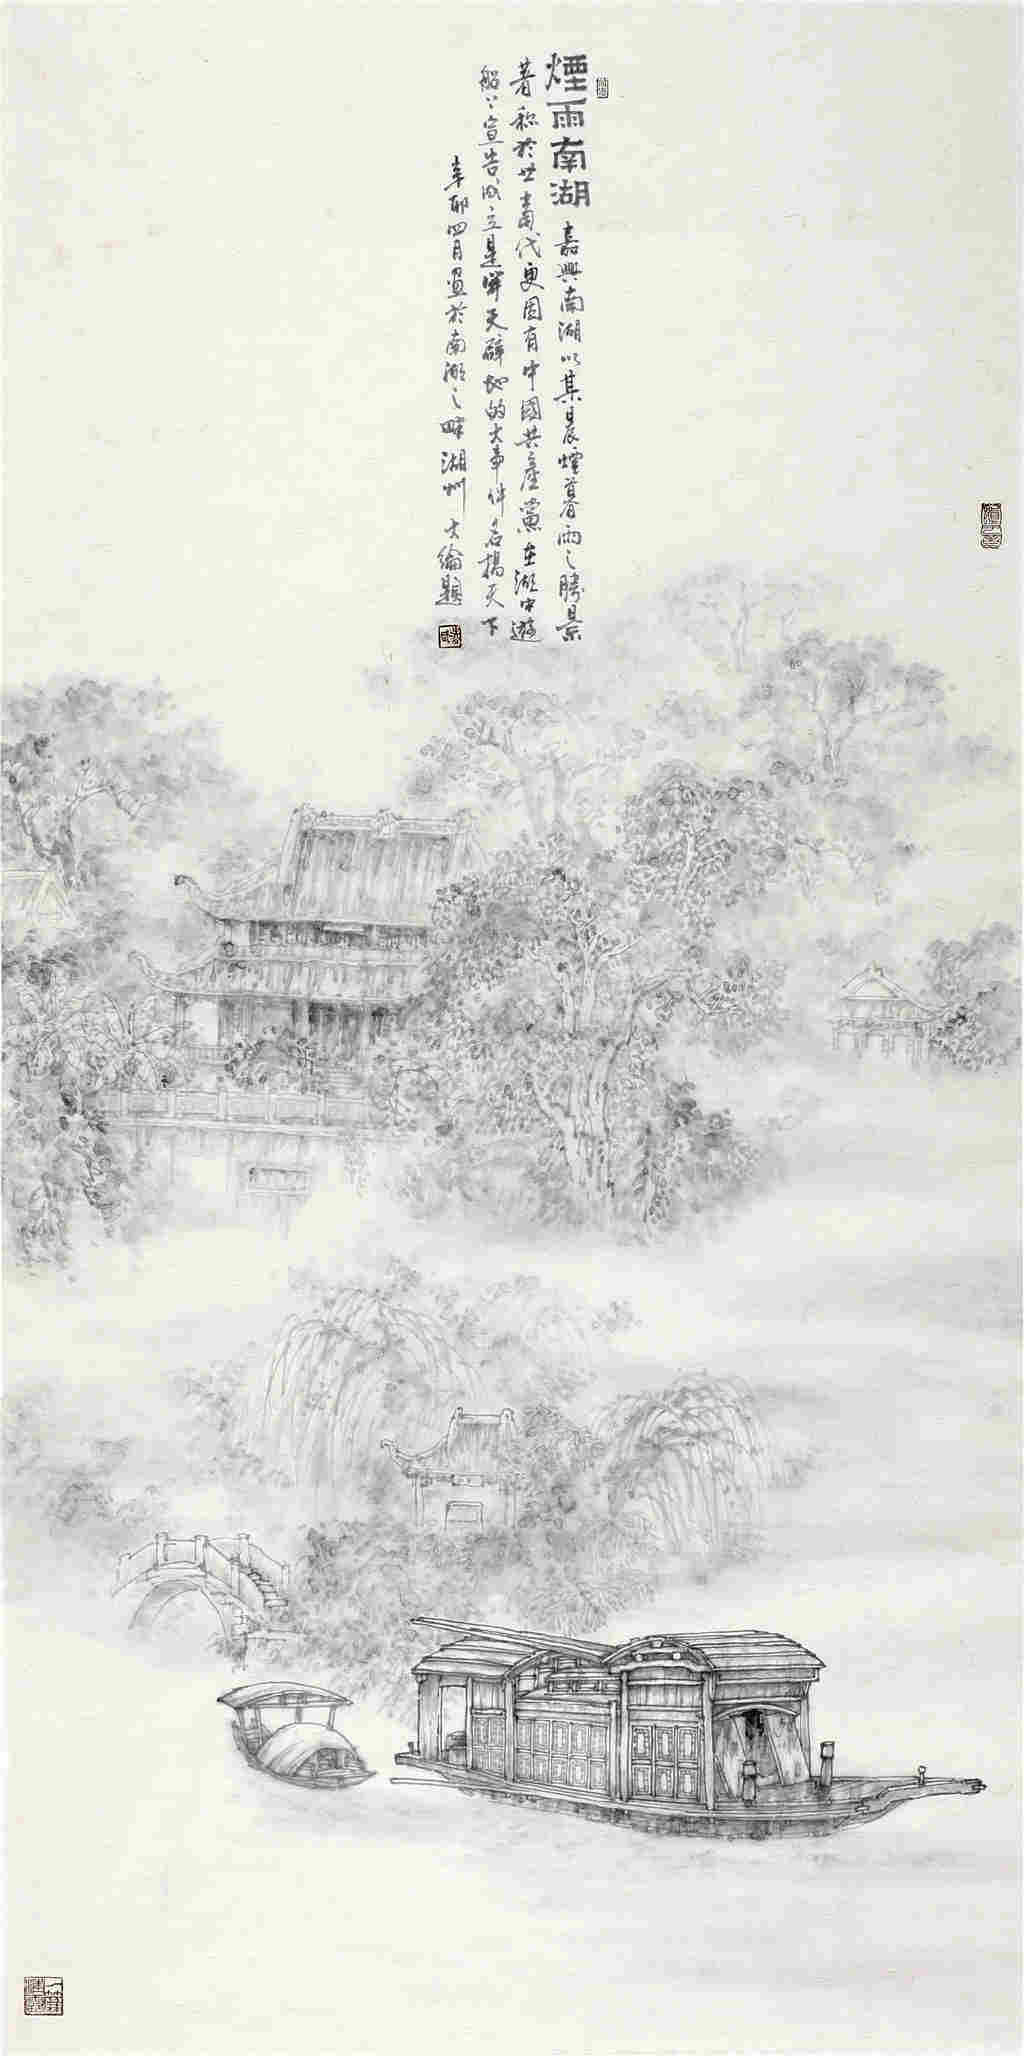 煙雨南湖 嘉興南湖以其晨煙暮雨之勝景
著称於世 當代更因有中國共產黨在湖中遊
船上宣告成立是開天辟地的大事件名揚天下
辛卯四月畫於南湖之畔湖州大綸題